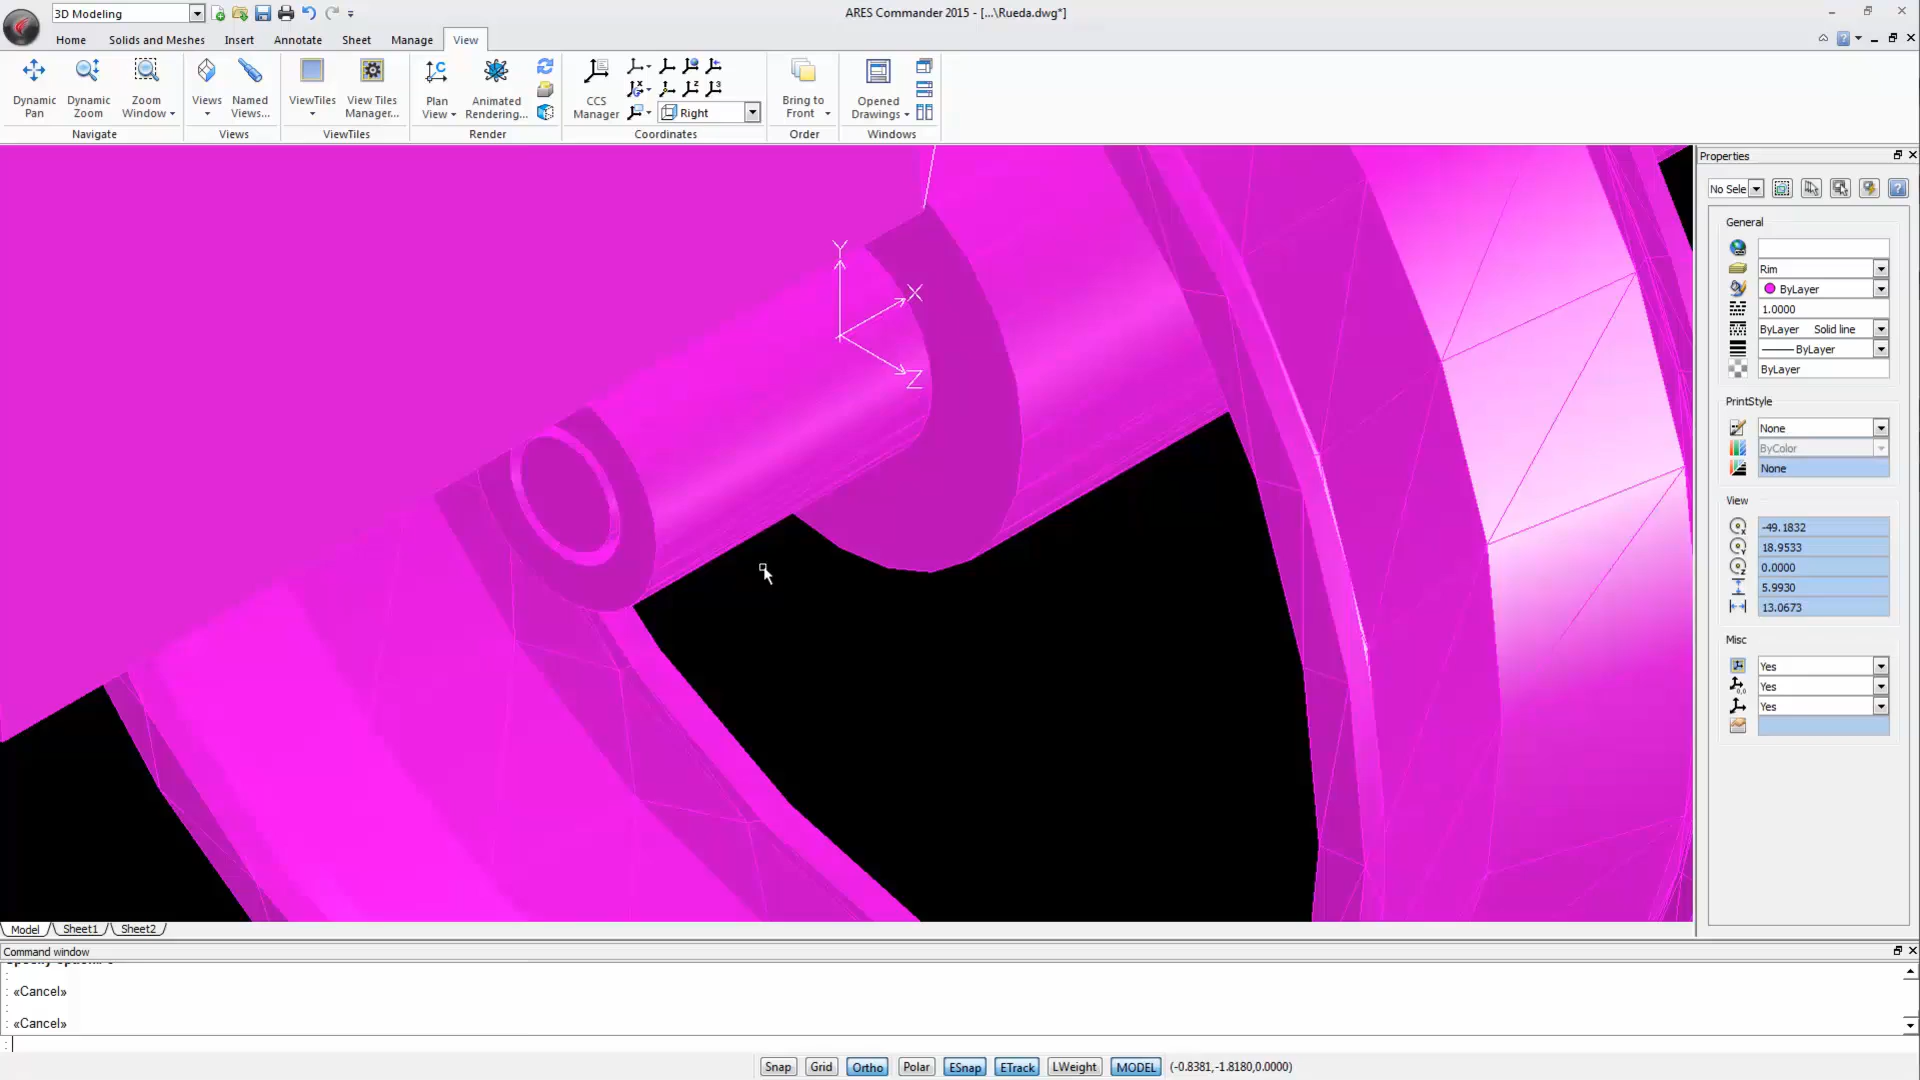 3D Modeling
ARES Commander 2015 - [...\Rueda.dwg*]
Home Solids and Meshes Insert Annotate Sheet Manage View
Dynamic Pan
Dynamic Zoom
Zoom Window
Navigate
Views
Named Views...
Views
ViewTiles
View Tiles Manager...
ViewTiles
Plan View
Animated Rendering...
Render
CCS Manager
Right
Coordinates
Bring to Front
Order
Opened Drawings
Windows
Y
X
Z
Properties
No Sele
General
Rim
ByLayer
1.0000
ByLayer Solid line
ByLayer
ByLayer
PrintStyle
None
ByColor
None
View
-49.1832
18.9533
0.0000
5.9930
13.0673
Misc
Yes
Yes
Yes
Model Sheet1 Sheet2
Command window
:
: «Cancel»
:
: «Cancel»
:
Snap Grid Ortho Polar ESnap ETrack LWeight MODEL (-0.8381,-1.8180,0.0000)